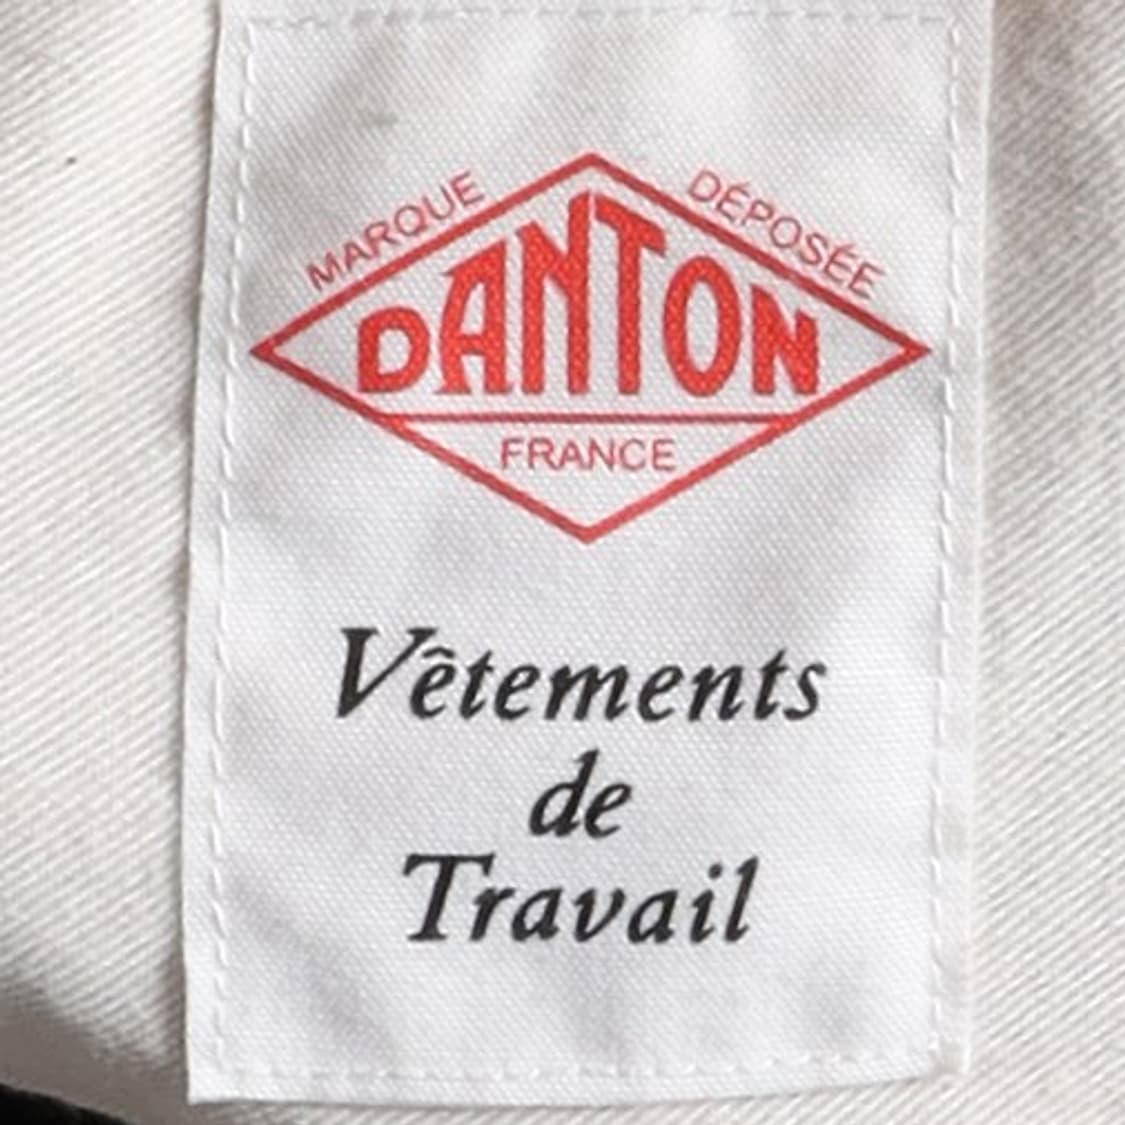 MARQUE DÉPOSÉE
DANTON
FRANCE
Vêtements
de
Travail